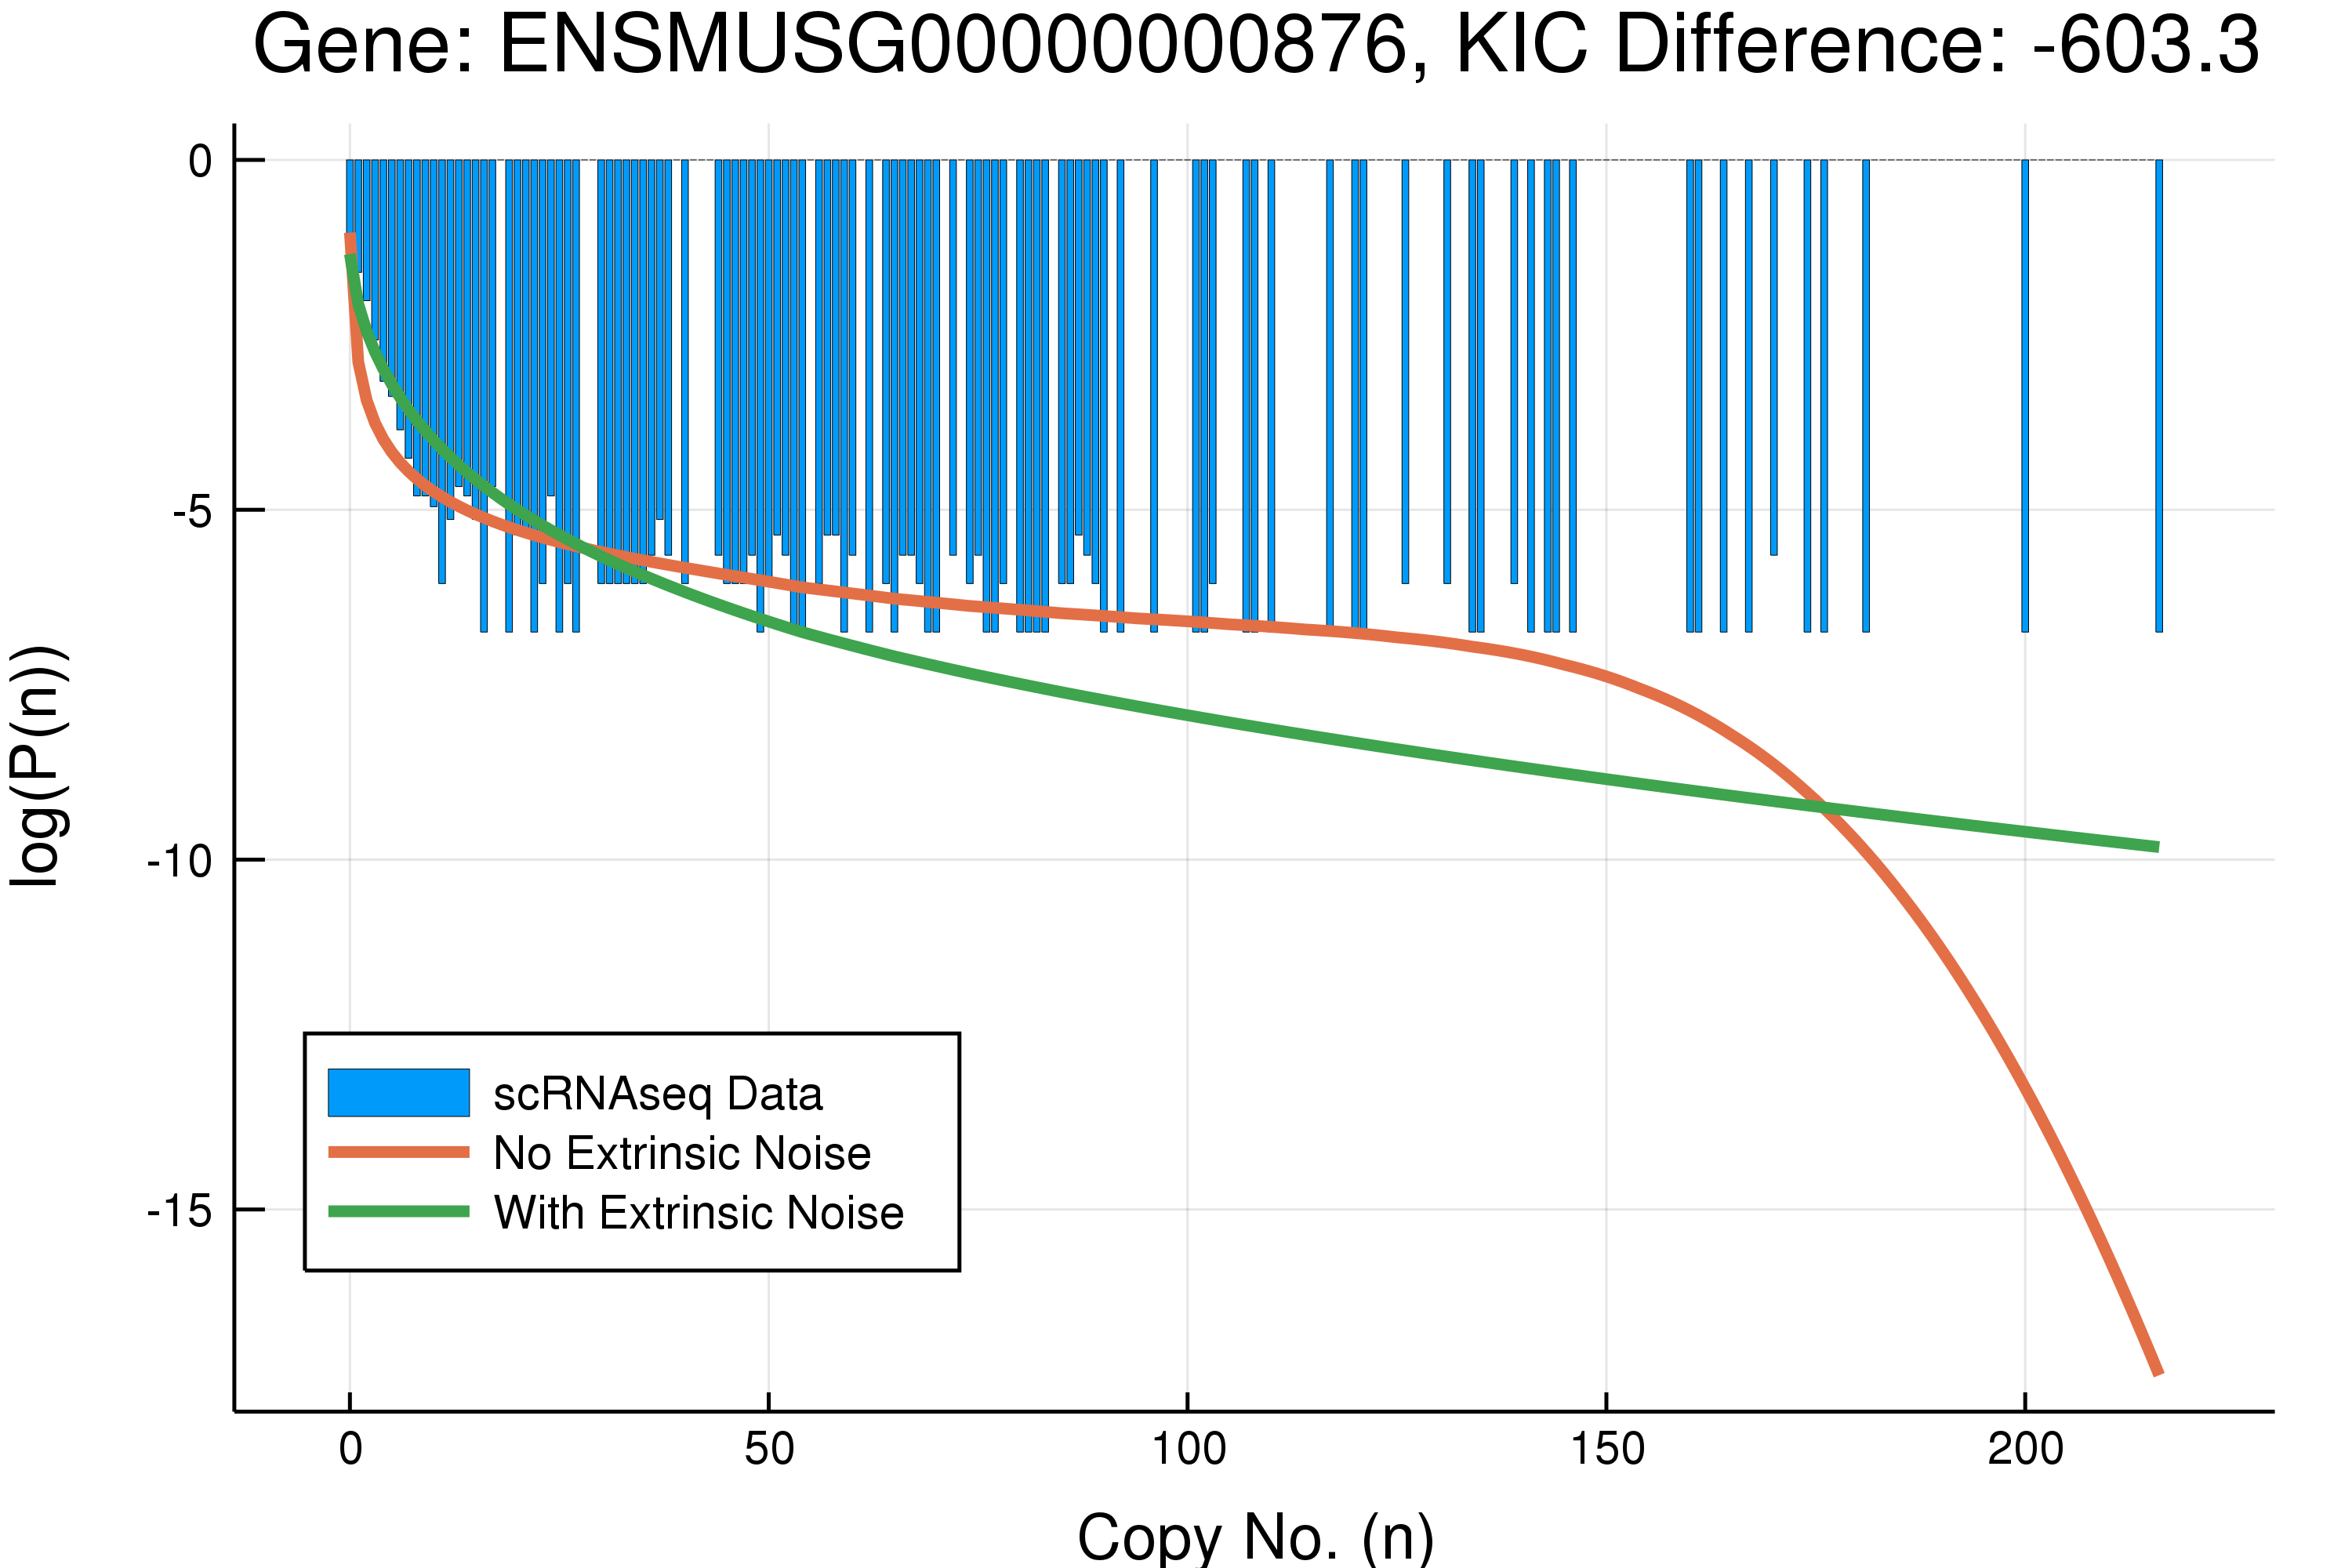 Gene: ENSMUSG00000000876, KIC Difference: -603.3
0
-5
-10
-15
log(P(n))
scRNAseq Data
No Extrinsic Noise
With Extrinsic Noise
0 50 100 150 200
Copy No. (n)